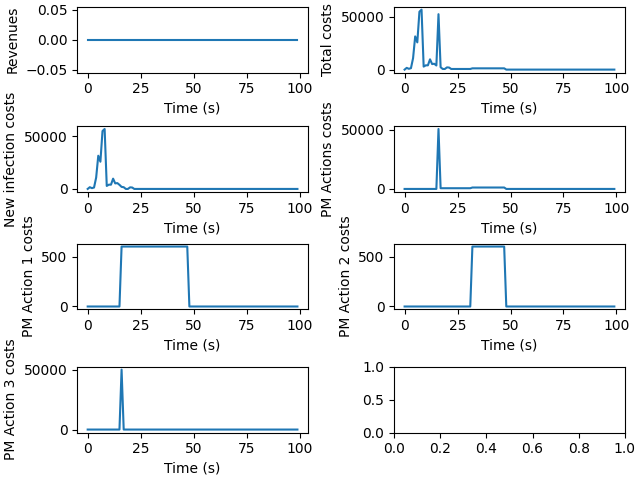 Revenues
0.05
0.00
−0.05
0 25 50 75 100
Time (s)
Total costs
50000
0
0 25 50 75 100
Time (s)
New infection costs
50000
0
0 25 50 75 100
Time (s)
PM Actions costs
50000
0
0 25 50 75 100
Time (s)
PM Action 1 costs
500
0
0 25 50 75 100
Time (s)
PM Action 2 costs
500
0
0 25 50 75 100
Time (s)
PM Action 3 costs
50000
0
0 25 50 75 100
Time (s)
1.0
0.5
0.0
0.0 0.2 0.4 0.6 0.8 1.0